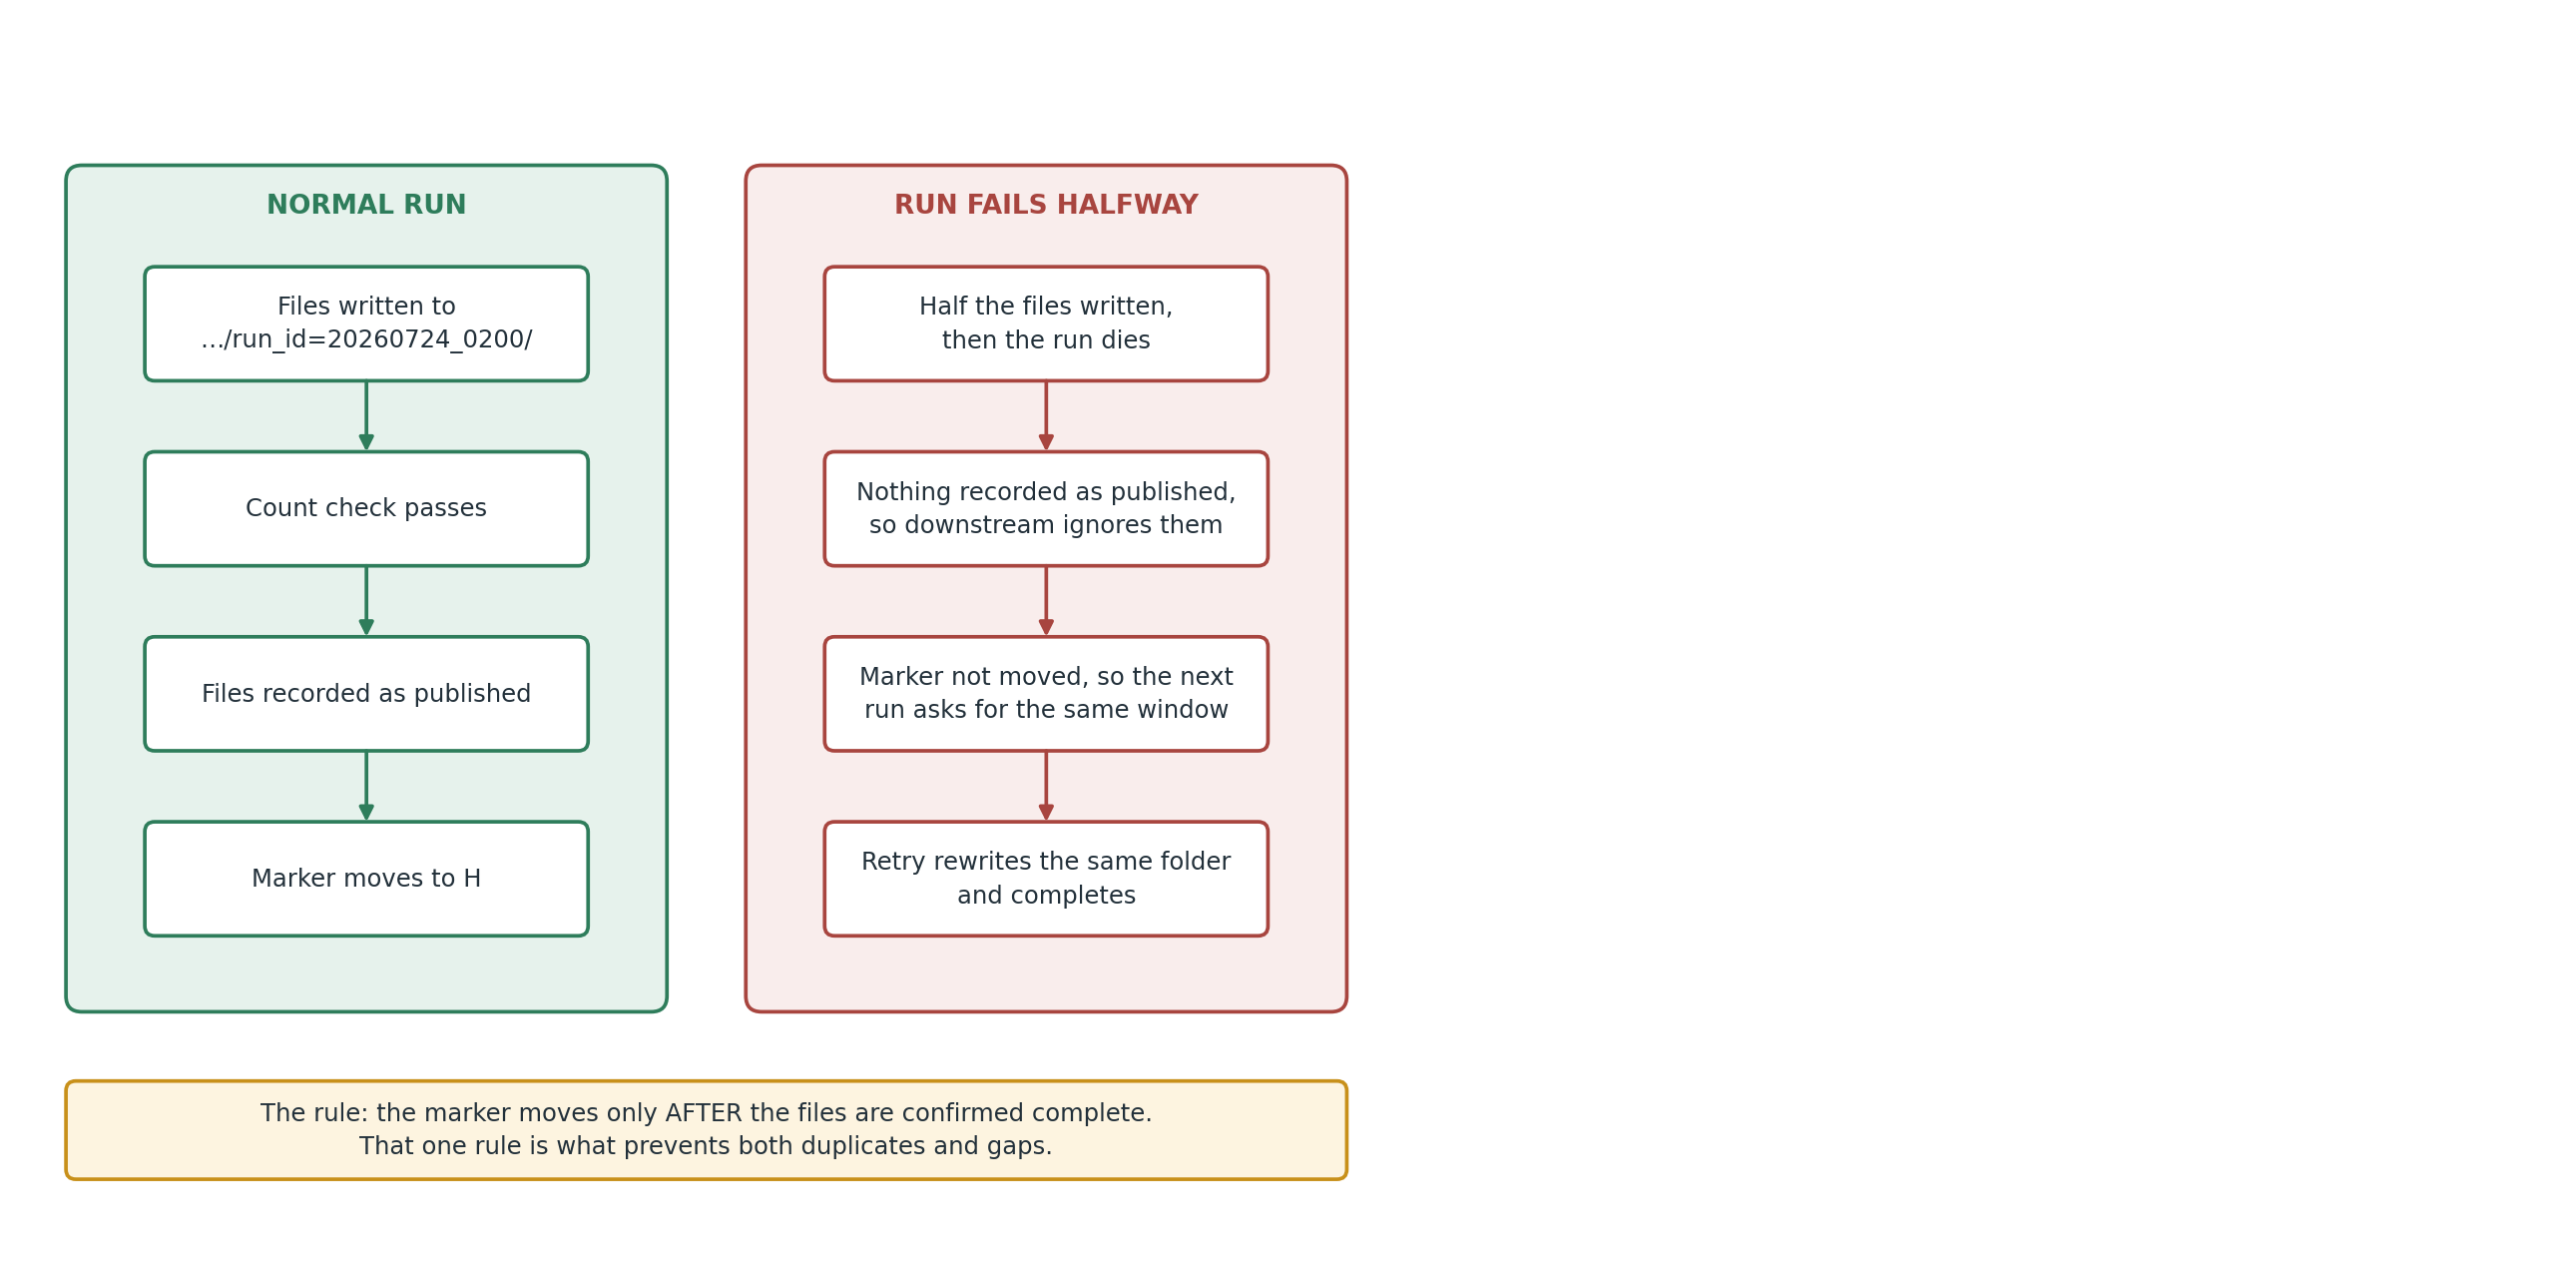 NORMAL RUN
Files written to
.../run_id=20260724_0200/
Count check passes
Files recorded as published
Marker moves to H
RUN FAILS HALFWAY
Half the files written,
then the run dies
Nothing recorded as published,
so downstream ignores them
Marker not moved, so the next
run asks for the same window
Retry rewrites the same folder
and completes
The rule: the marker moves only AFTER the files are confirmed complete.
That one rule is what prevents both duplicates and gaps.